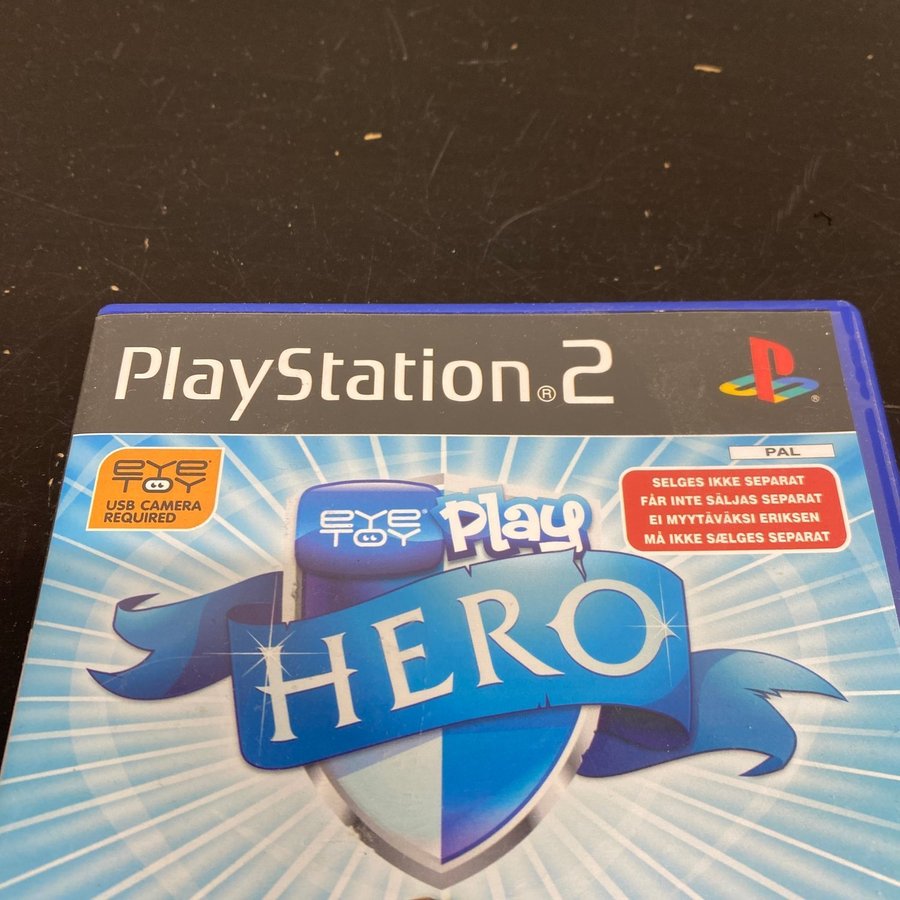 PlayStation®2
PAL
EYE
TOY
USB CAMERA
REQUIRED
EYE
TOY
Play
HERO
SELGES IKKE SEPARAT
FÅR INTE SÄLJAS SEPARAT
EI MYYTÄVÄKSI ERIKSEN
MÅ IKKE SÆLGES SEPARAT